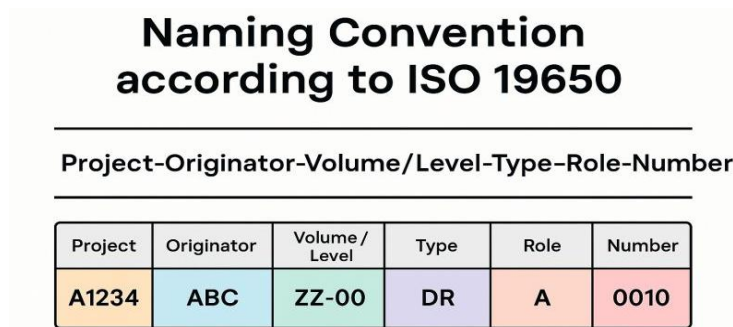 Naming Convention
according to ISO 19650
Project-Originator-Volume/Level-Type-Role-Number
Project Originator Volume / Level Type Role Number
A1234 ABC ZZ-00 DR A 0010